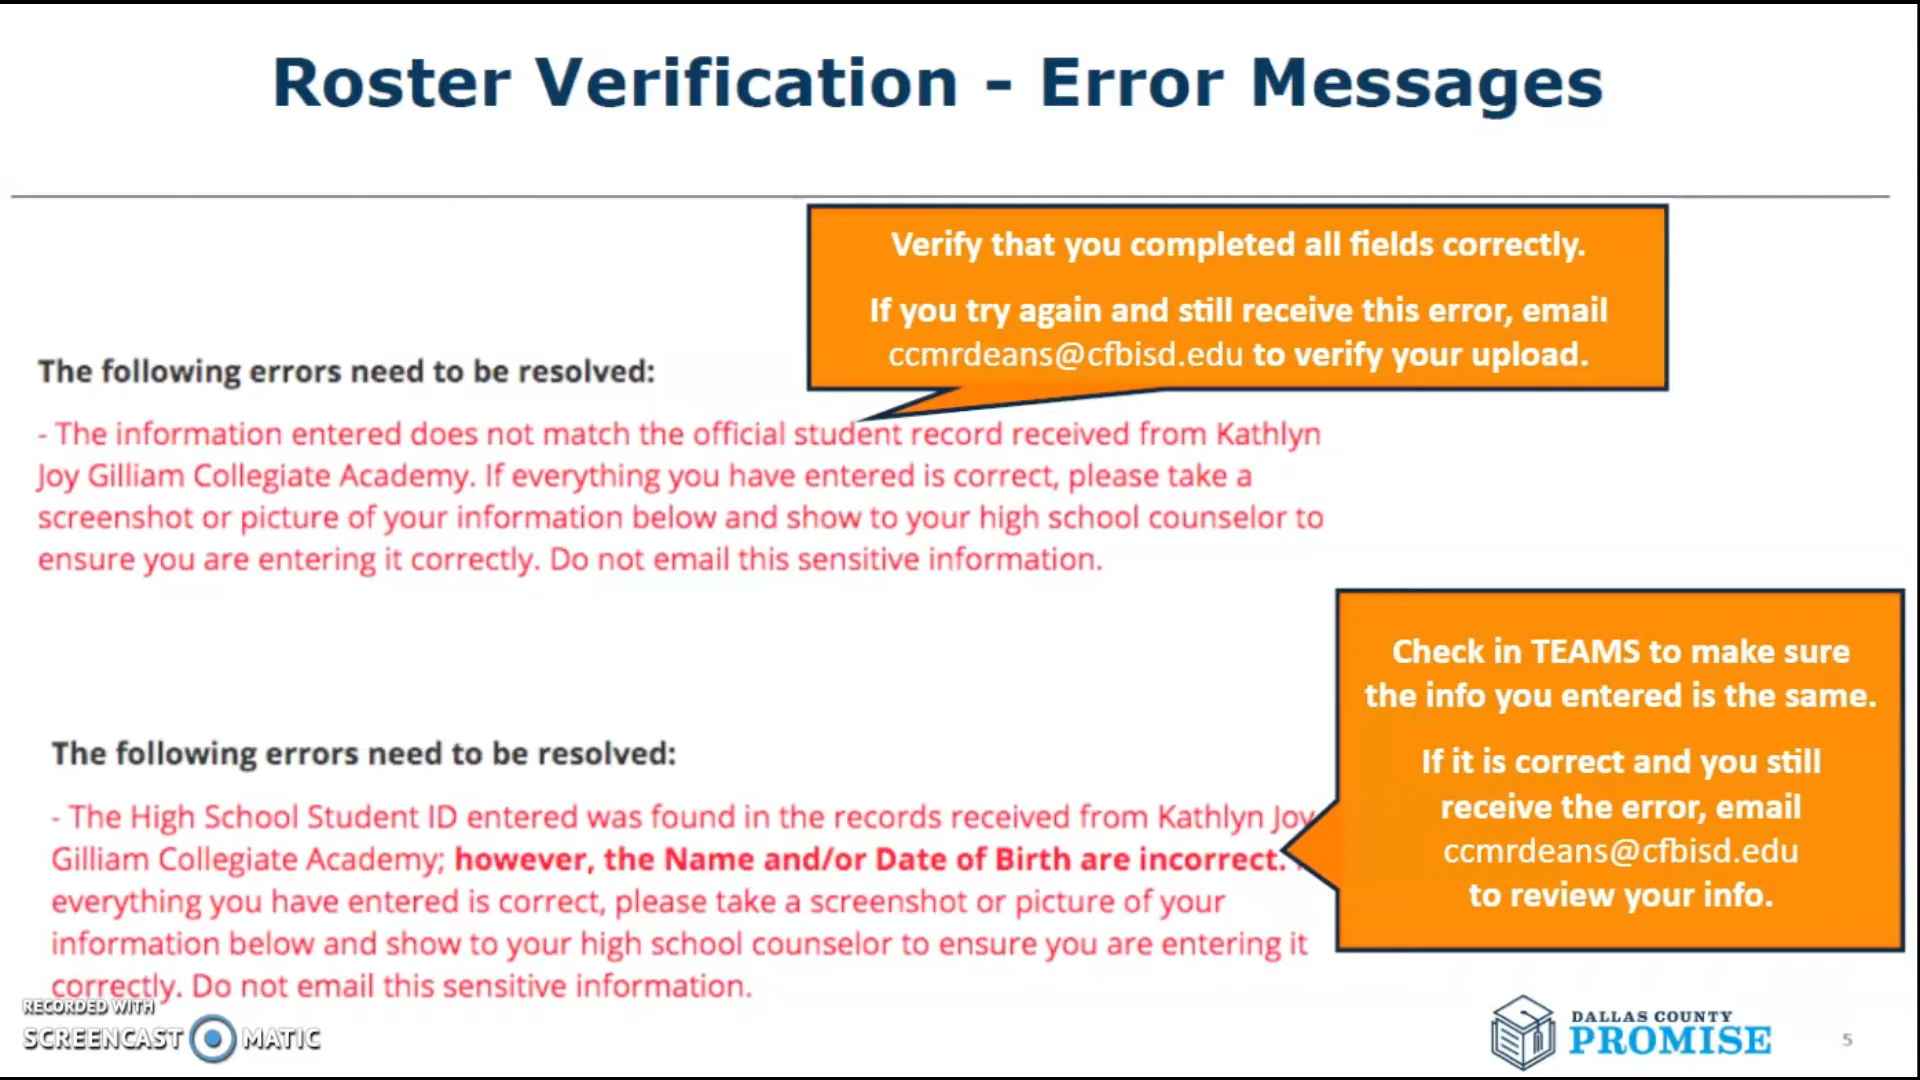 Roster Verification - Error Messages
Verify that you completed all fields correctly.
If you try again and still receive this error, email
ccmrdeans@cfbisd.edu to verify your upload.
The following errors need to be resolved:
- The information entered does not match the official student record received from Kathlyn
Joy Gilliam Collegiate Academy. If everything you have entered is correct, please take a
screenshot or picture of your information below and show to your high school counselor to
ensure you are entering it correctly. Do not email this sensitive information.
Check in TEAMS to make sure
the info you entered is the same.
If it is correct and you still
receive the error, email
ccmrdeans@cfbisd.edu
to review your info.
The following errors need to be resolved:
- The High School Student ID entered was found in the records received from Kathlyn Joy
Gilliam Collegiate Academy; however, the Name and/or Date of Birth are incorrect.
everything you have entered is correct, please take a screenshot or picture of your
information below and show to your high school counselor to ensure you are entering it
correctly. Do not email this sensitive information.
RECORDED WITH
SCREENCAST MATIC
DALLAS COUNTY
PROMISE
5